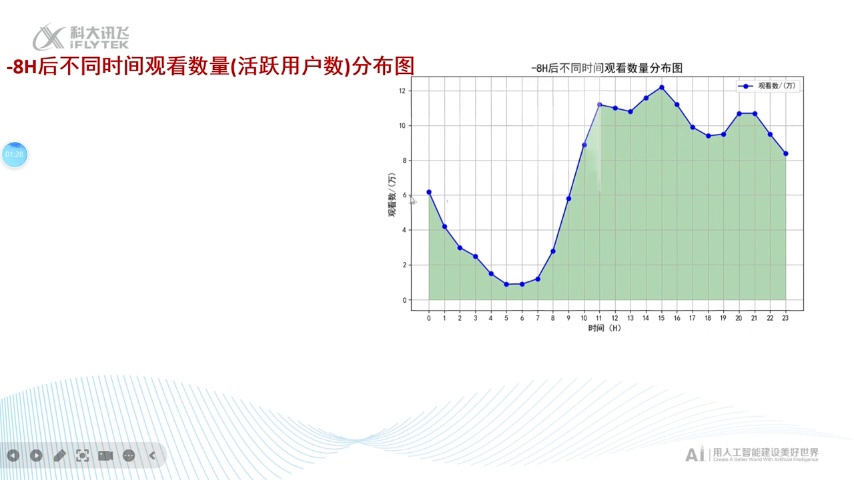 科大讯飞
iFLYTEK
-8H后不同时间观看数量(活跃用户数)分布图
-8H后不同时间观看数量分布图
观看数/(万)
01:28
观看数/(万)
12
10
8
6
4
2
0
0 1 2 3 4 5 6 7 8 9 10 11 12 13 14 15 16 17 18 19 20 21 22 23
时间（H）
AI 用人工智能建设美好世界
Create A Better World With Artificial Intelligence